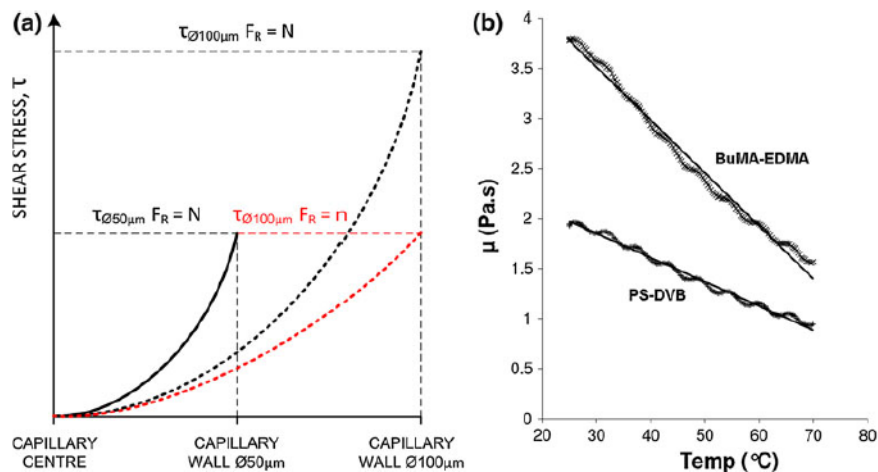 (a)
τØ100µm FR = N
SHEAR STRESS, τ
τØ50µm FR = N
τØ100µm FR = n
CAPILLARY CENTRE
CAPILLARY WALL Ø50µm
CAPILLARY WALL Ø100µm
(b)
4
3.5
3
2.5
2
1.5
1
0.5
0
µ (Pa.s)
BuMA-EDMA
PS-DVB
20 30 40 50 60 70 80
Temp (°C)